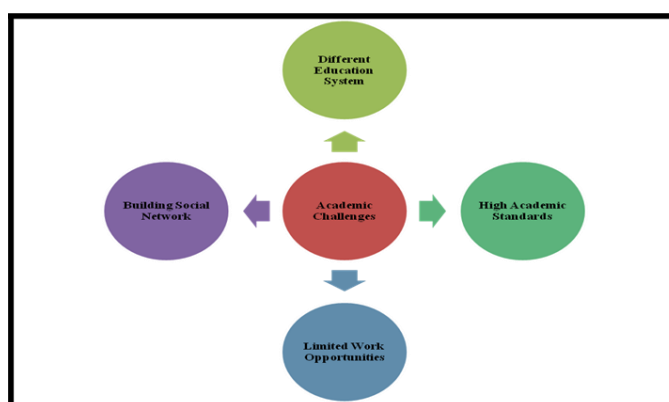 Different
Education
System
Building Social
Network
Academic
Challenges
High Academic
Standards
Limited Work
Opportunities